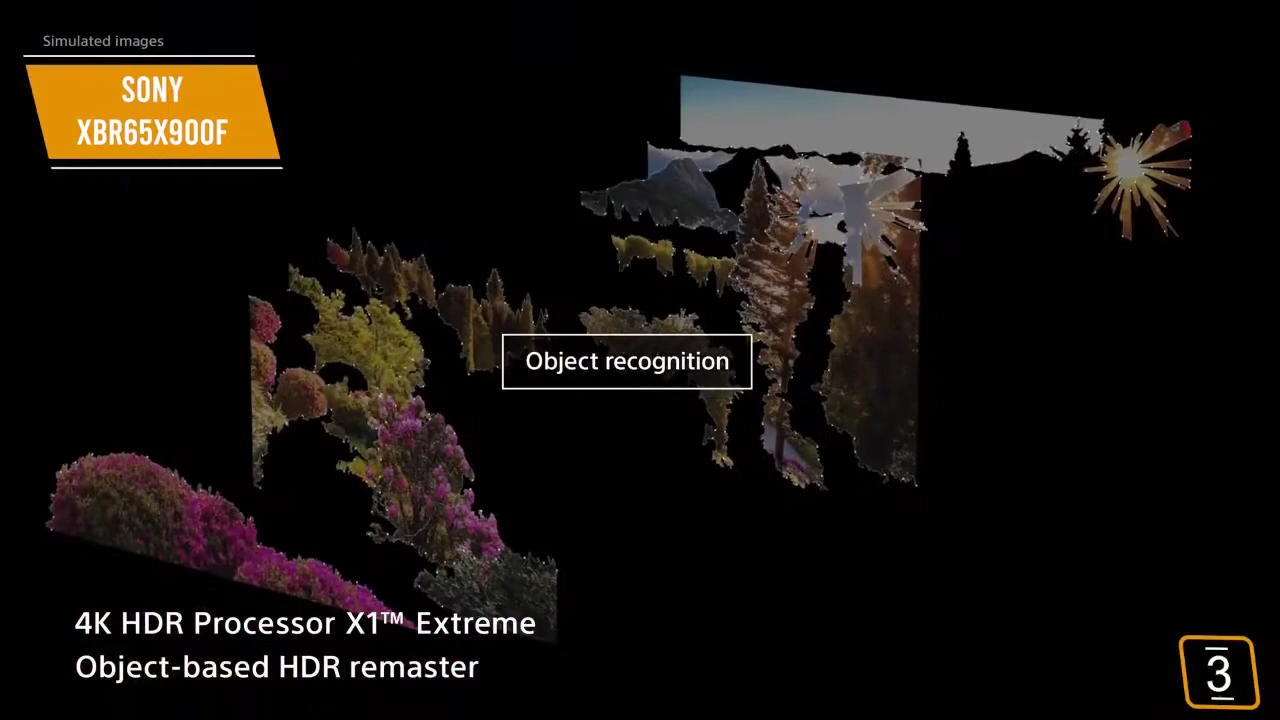 Simulated images
SONY
XBR65X900F
Object recognition
4K HDR Processor X1™ Extreme
Object-based HDR remaster
3